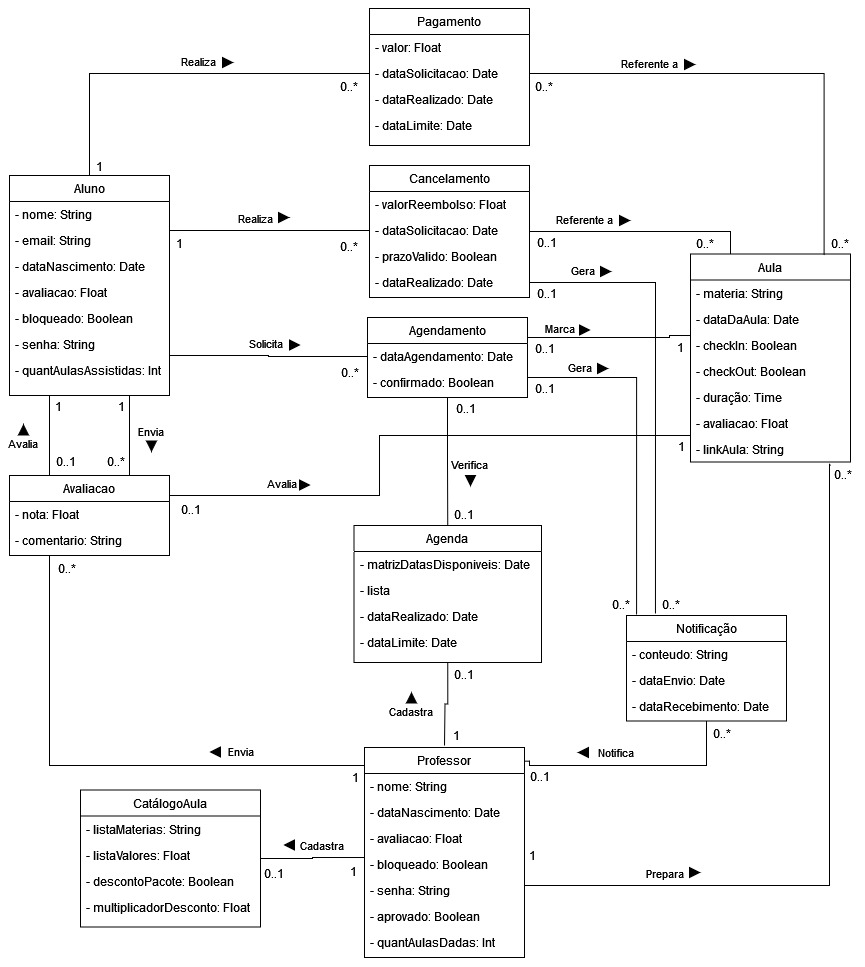 Pagamento
- valor: Float
- dataSolicitacao: Date
- dataRealizado: Date
- dataLimite: Date
Realiza
0..*
1
Referente a
0..*
0..*
Aluno
- nome: String
- email: String
- dataNascimento: Date
- avaliacao: Float
- bloqueado: Boolean
- senha: String
- quantAulasAssistidas: Int
Cancelamento
- valorReembolso: Float
- dataSolicitacao: Date
- prazoValido: Boolean
- dataRealizado: Date
Realiza
1
0..*
Referente a
0..1
0..*
Gera
0..1
Aula
- materia: String
- dataDaAula: Date
- checkIn: Boolean
- checkOut: Boolean
- duração: Time
- avaliacao: Float
- linkAula: String
Agendamento
- dataAgendamento: Date
- confirmado: Boolean
Solicita
0..*
Marca
0..1
1
Gera
0..1
0..1
1
1
Avalia
Envia
0..1
0..*
Avaliacao
- nota: Float
- comentario: String
Avalia
0..1
1
0..*
Verifica
0..1
Agenda
- matrizDatasDisponiveis: Date
- lista
- dataRealizado: Date
- dataLimite: Date
0..*
0..*
Notificação
- conteudo: String
- dataEnvio: Date
- dataRecebimento: Date
0..1
Cadastra
1
0..*
Notifica
0..1
Envia
1
Professor
- nome: String
- dataNascimento: Date
- avaliacao: Float
- bloqueado: Boolean
- senha: String
- aprovado: Boolean
- quantAulasDadas: Int
CatálogoAula
- listaMaterias: String
- listaValores: Float
- descontoPacote: Boolean
- multiplicadorDesconto: Float
Cadastra
0..1
1
1
Prepara
0..*